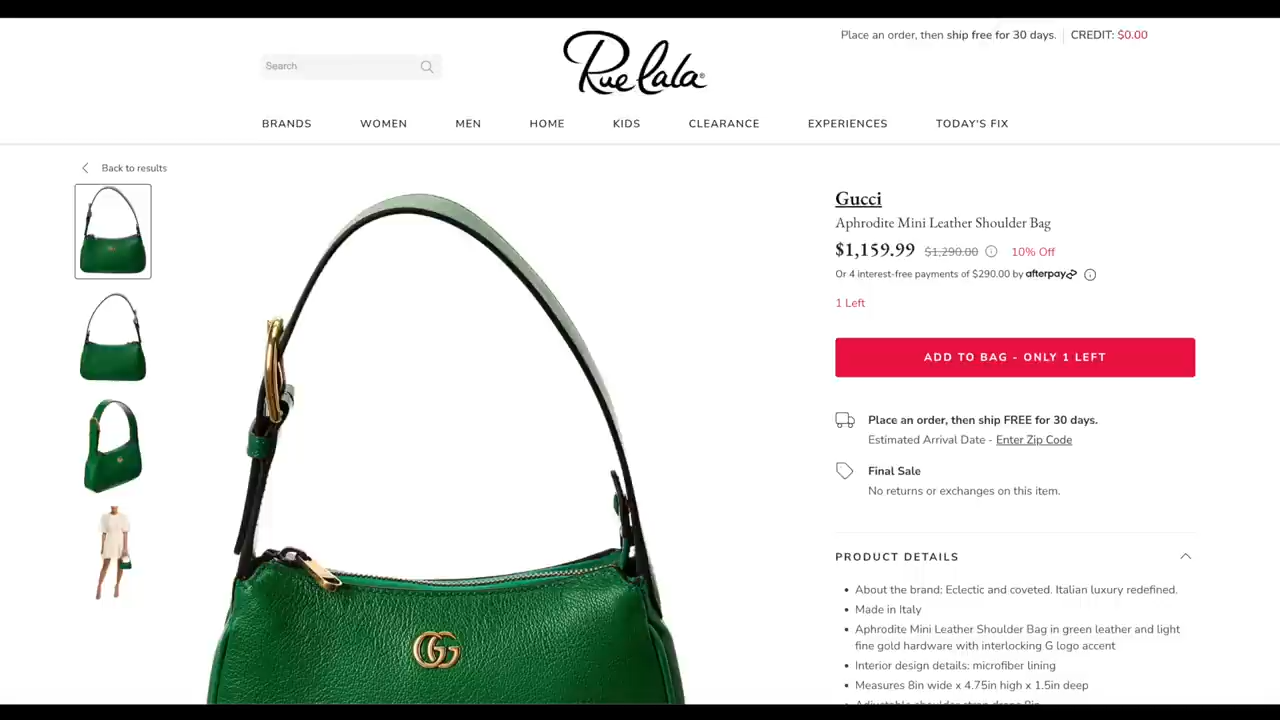 Place an order, then ship free for 30 days. CREDIT: $0.00
Search
Rue La La®
BRANDS WOMEN MEN HOME KIDS CLEARANCE EXPERIENCES TODAY'S FIX
Back to results
Gucci
Aphrodite Mini Leather Shoulder Bag
$1,159.99 $1,290.00 10% Off
Or 4 interest-free payments of $290.00 by afterpay
1 Left
ADD TO BAG - ONLY 1 LEFT
Place an order, then ship FREE for 30 days.
Estimated Arrival Date - Enter Zip Code
Final Sale
No returns or exchanges on this item.
PRODUCT DETAILS
• About the brand: Eclectic and coveted. Italian luxury redefined.
• Made in Italy
• Aphrodite Mini Leather Shoulder Bag in green leather and light
fine gold hardware with interlocking G logo accent
• Interior design details: microfiber lining
• Measures 8in wide x 4.75in high x 1.5in deep